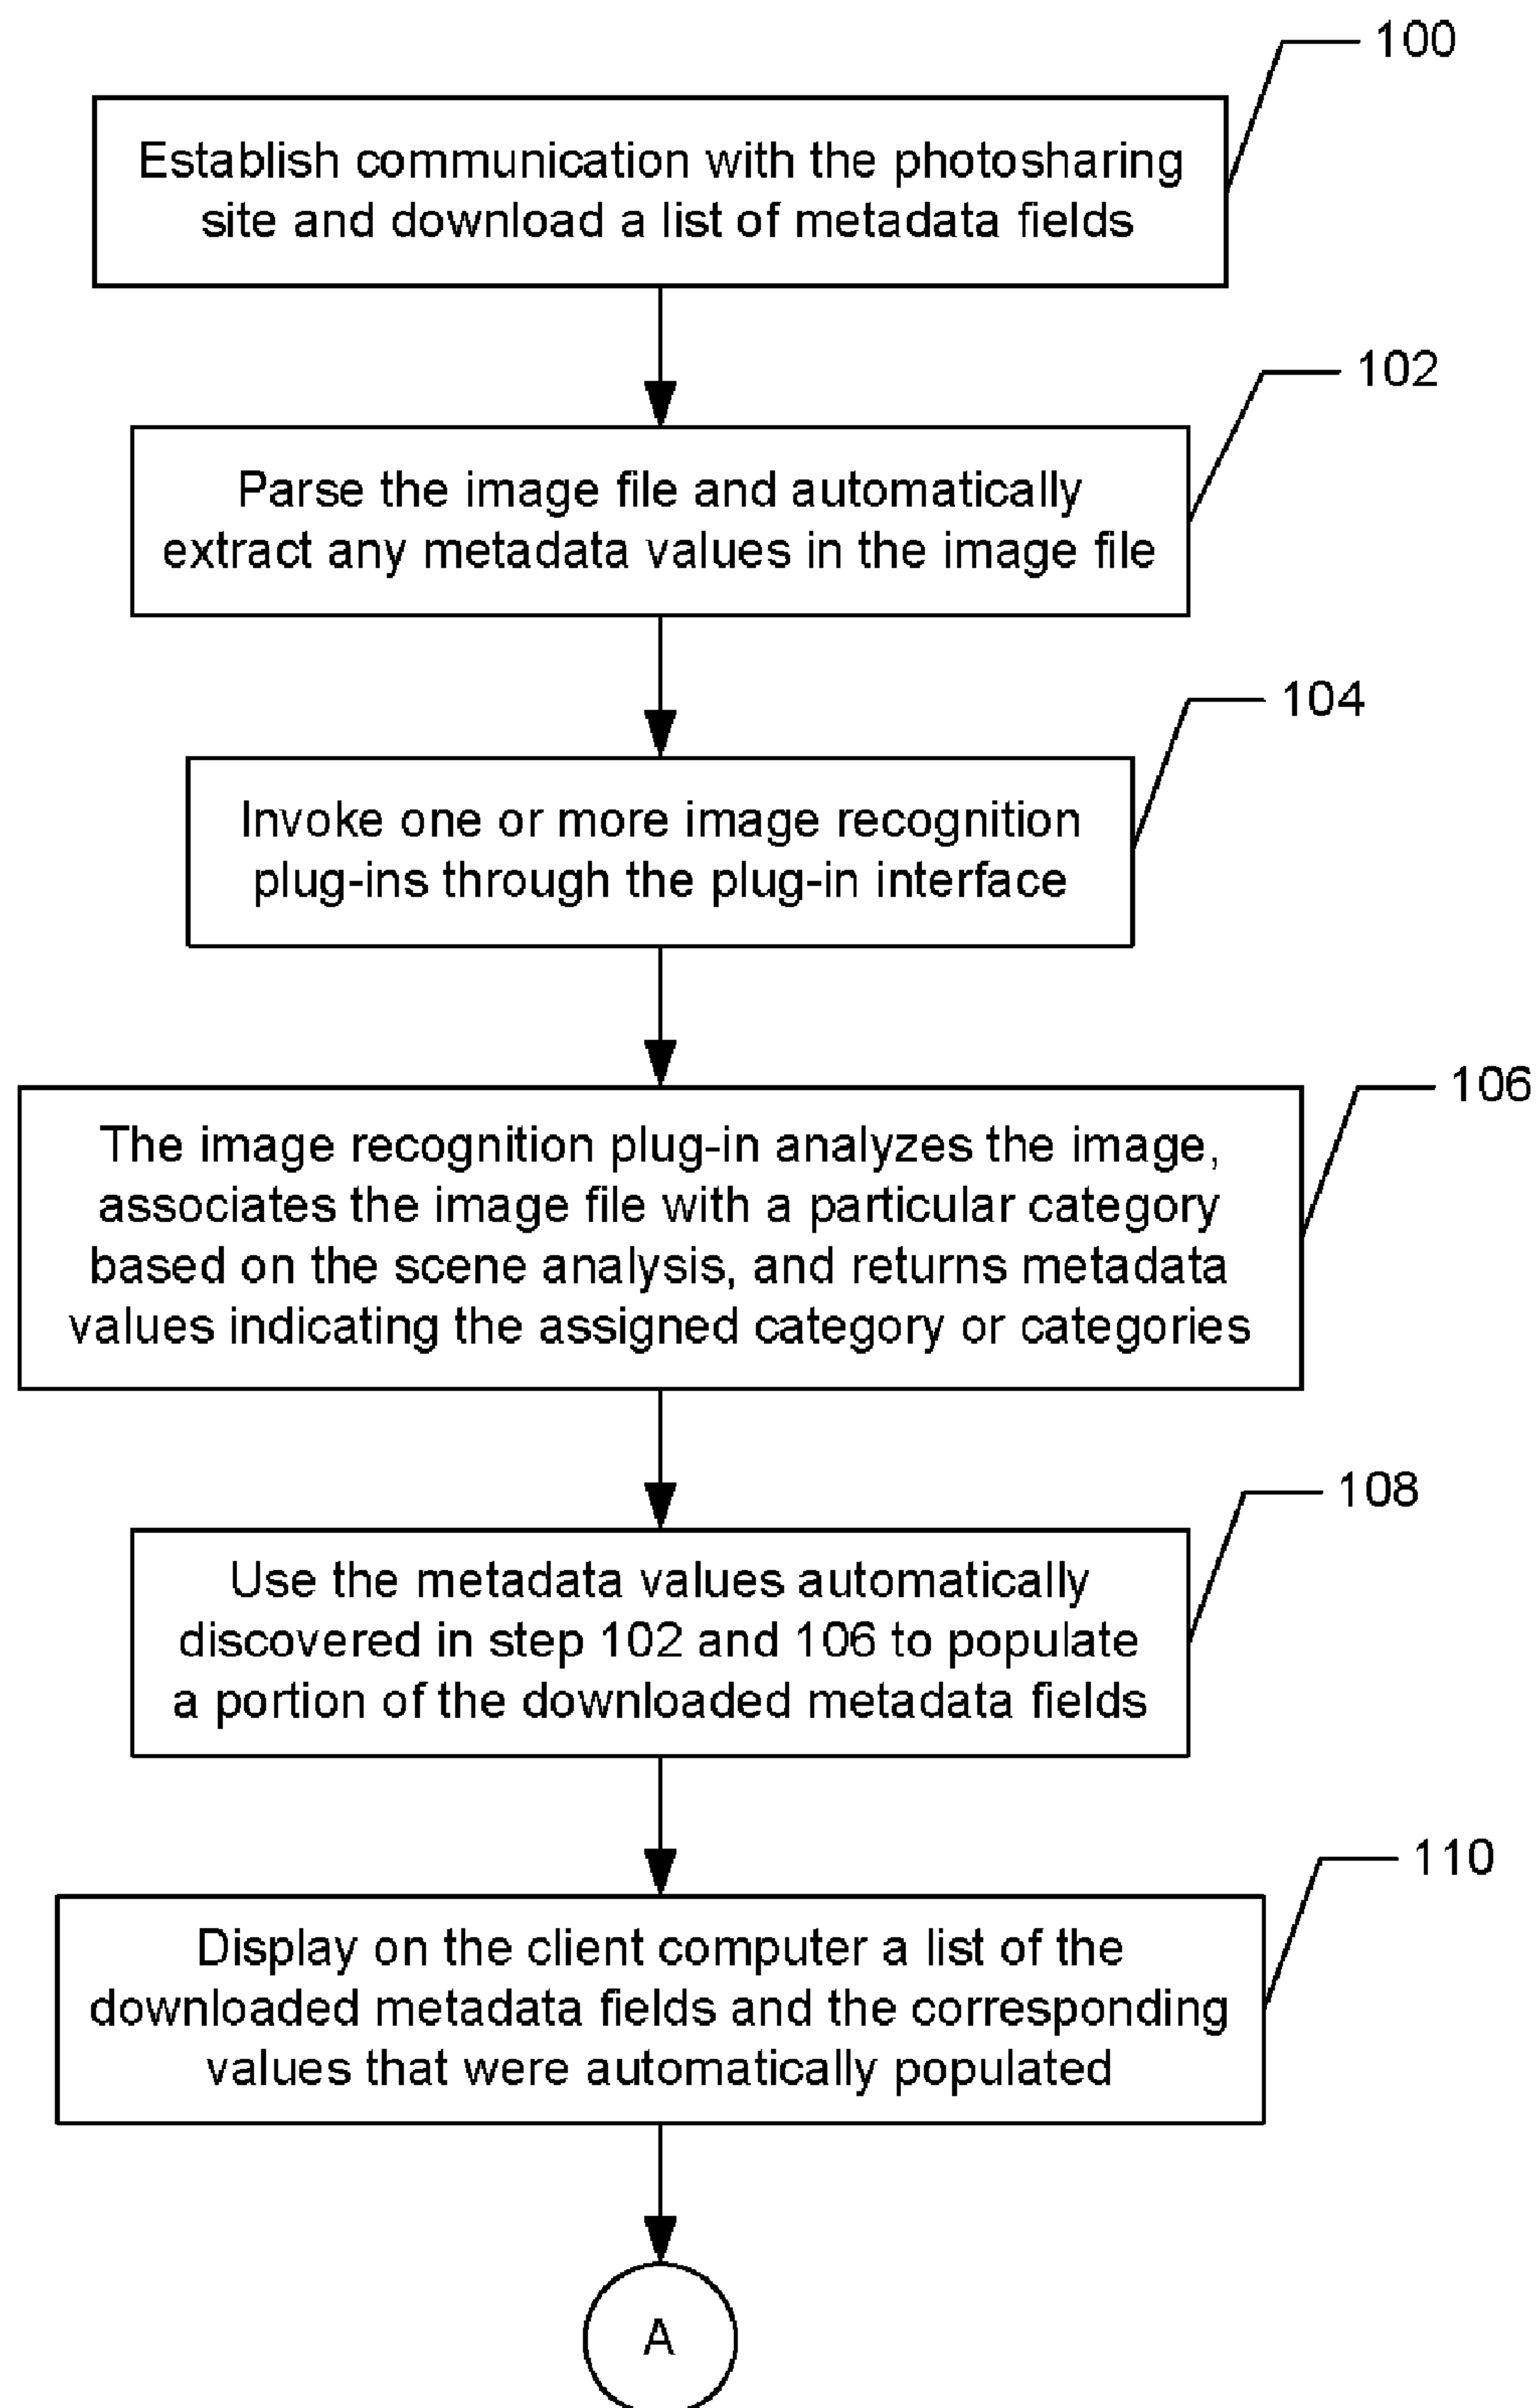 100
Establish communication with the photosharing
site and download a list of metadata fields
102
Parse the image file and automatically
extract any metadata values in the image file
104
Invoke one or more image recognition
plug-ins through the plug-in interface
106
The image recognition plug-in analyzes the image,
associates the image file with a particular category
based on the scene analysis, and returns metadata
values indicating the assigned category or categories
108
Use the metadata values automatically
discovered in step 102 and 106 to populate
a portion of the downloaded metadata fields
110
Display on the client computer a list of the
downloaded metadata fields and the corresponding
values that were automatically populated
A